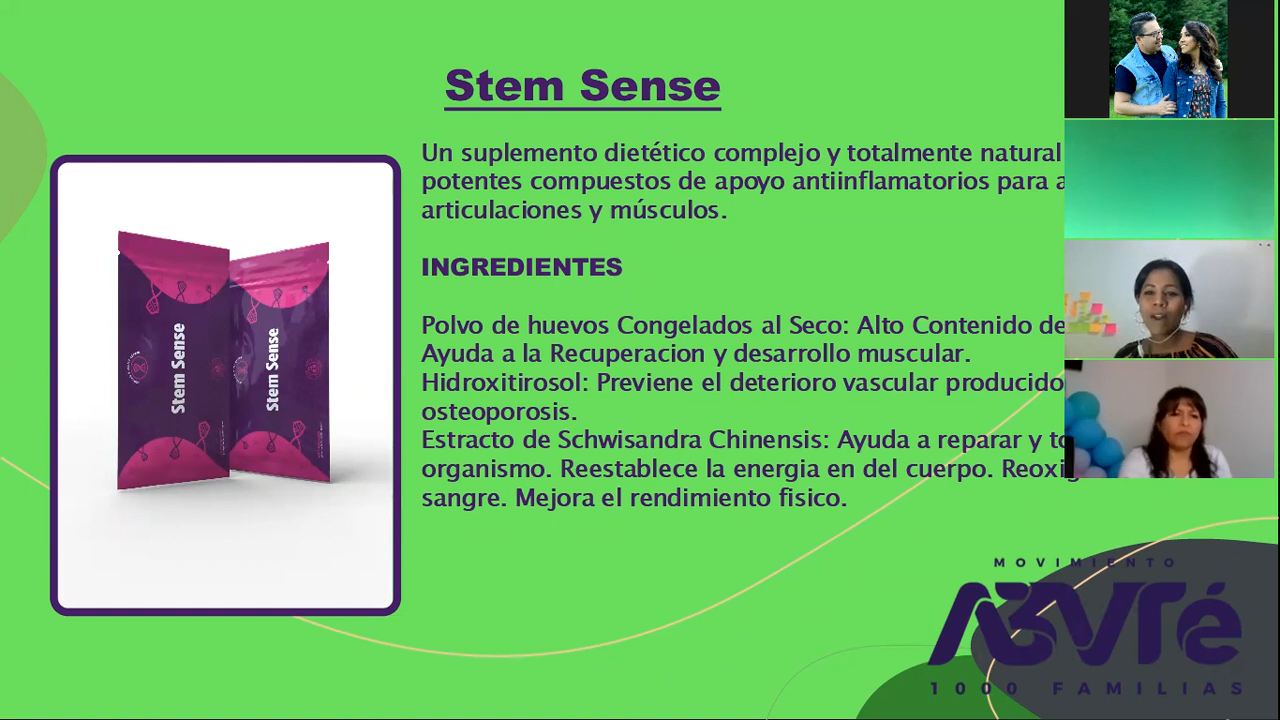 Stem Sense
Un suplemento dietético complejo y totalmente natural
potentes compuestos de apoyo antiinflamatorios para a
articulaciones y músculos.
INGREDIENTES
Polvo de huevos Congelados al Seco: Alto Contenido de
Ayuda a la Recuperacion y desarrollo muscular.
Hidroxitirosol: Previene el deterioro vascular producido
osteoporosis.
Estracto de Schwisandra Chinensis: Ayuda a reparar y to
organismo. Reestablece la energia en del cuerpo. Reoxig
sangre. Mejora el rendimiento fisico.
Stem Sense
Stem Sense
MOVIMIENTO
ABVTé
1000 FAMILIAS